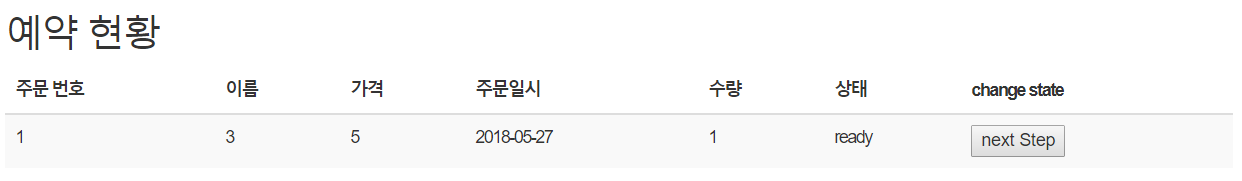 예약 현황
주문 번호 이름 가격 주문일시 수량 상태 change state
1 3 5 2018-05-27 1 ready next Step